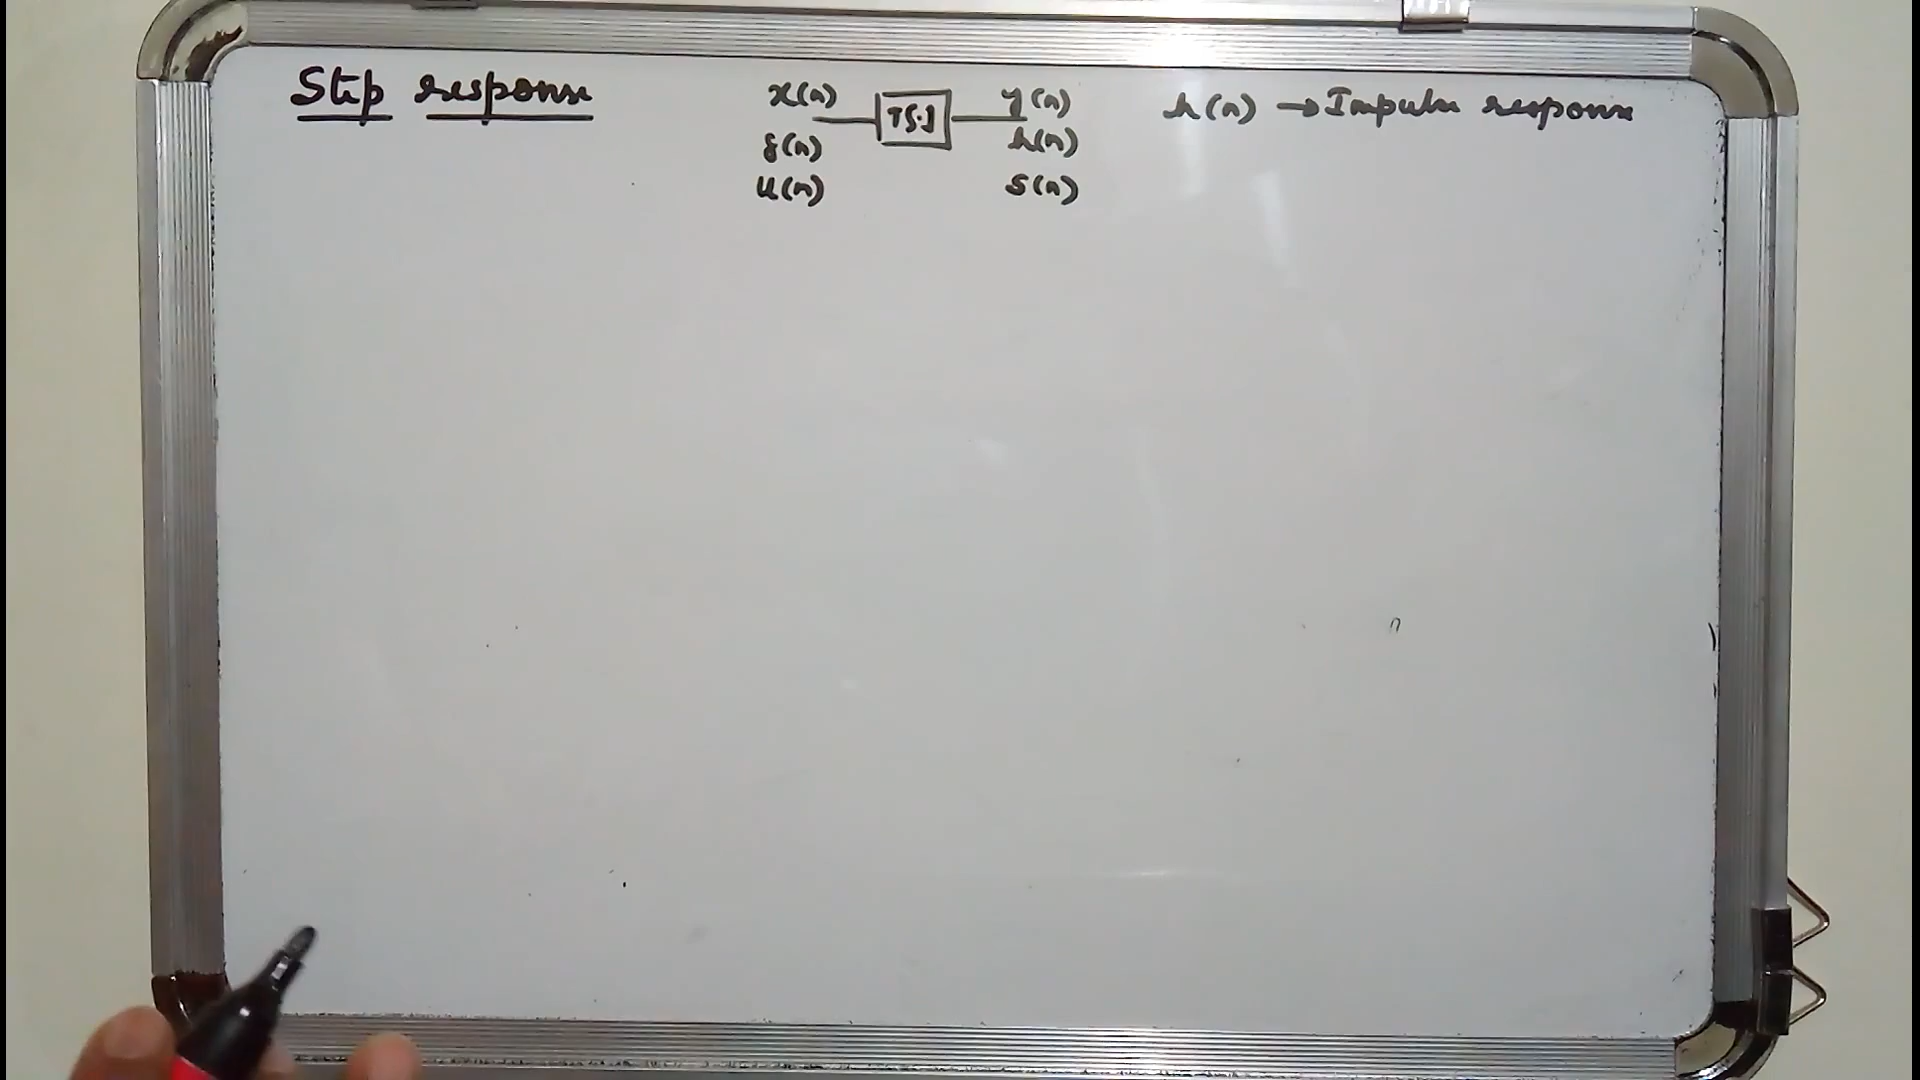 Step response x(n) T[.] y(n) h(n) → Impulse response
δ(n) h(n)
u(n) s(n)